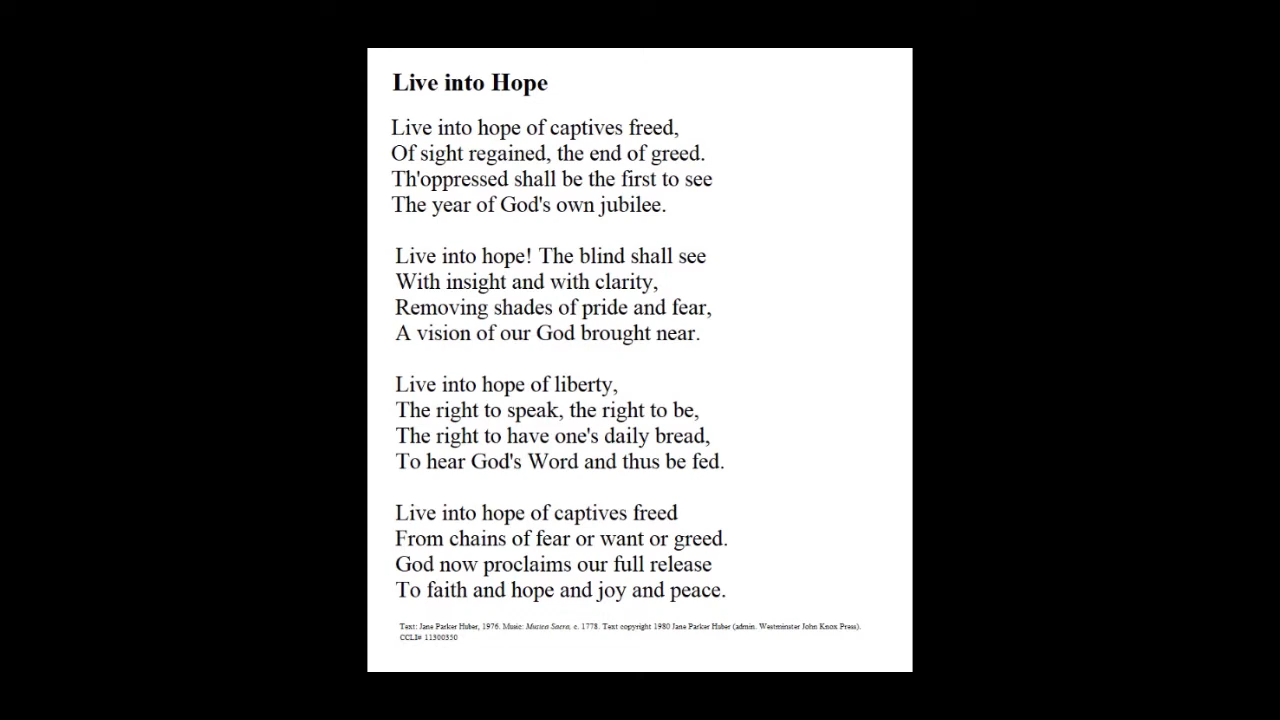 Live into Hope
Live into hope of captives freed,
Of sight regained, the end of greed.
Th'oppressed shall be the first to see
The year of God's own jubilee.
Live into hope! The blind shall see
With insight and with clarity,
Removing shades of pride and fear,
A vision of our God brought near.
Live into hope of liberty,
The right to speak, the right to be,
The right to have one's daily bread,
To hear God's Word and thus be fed.
Live into hope of captives freed
From chains of fear or want or greed.
God now proclaims our full release
To faith and hope and joy and peace.
Text: Jane Parker Huber, 1976. Music: Musica Sacra, c. 1778. Text copyright 1980 Jane Parker Huber (admin. Westminster John Knox Press).
CCLI# 11300350